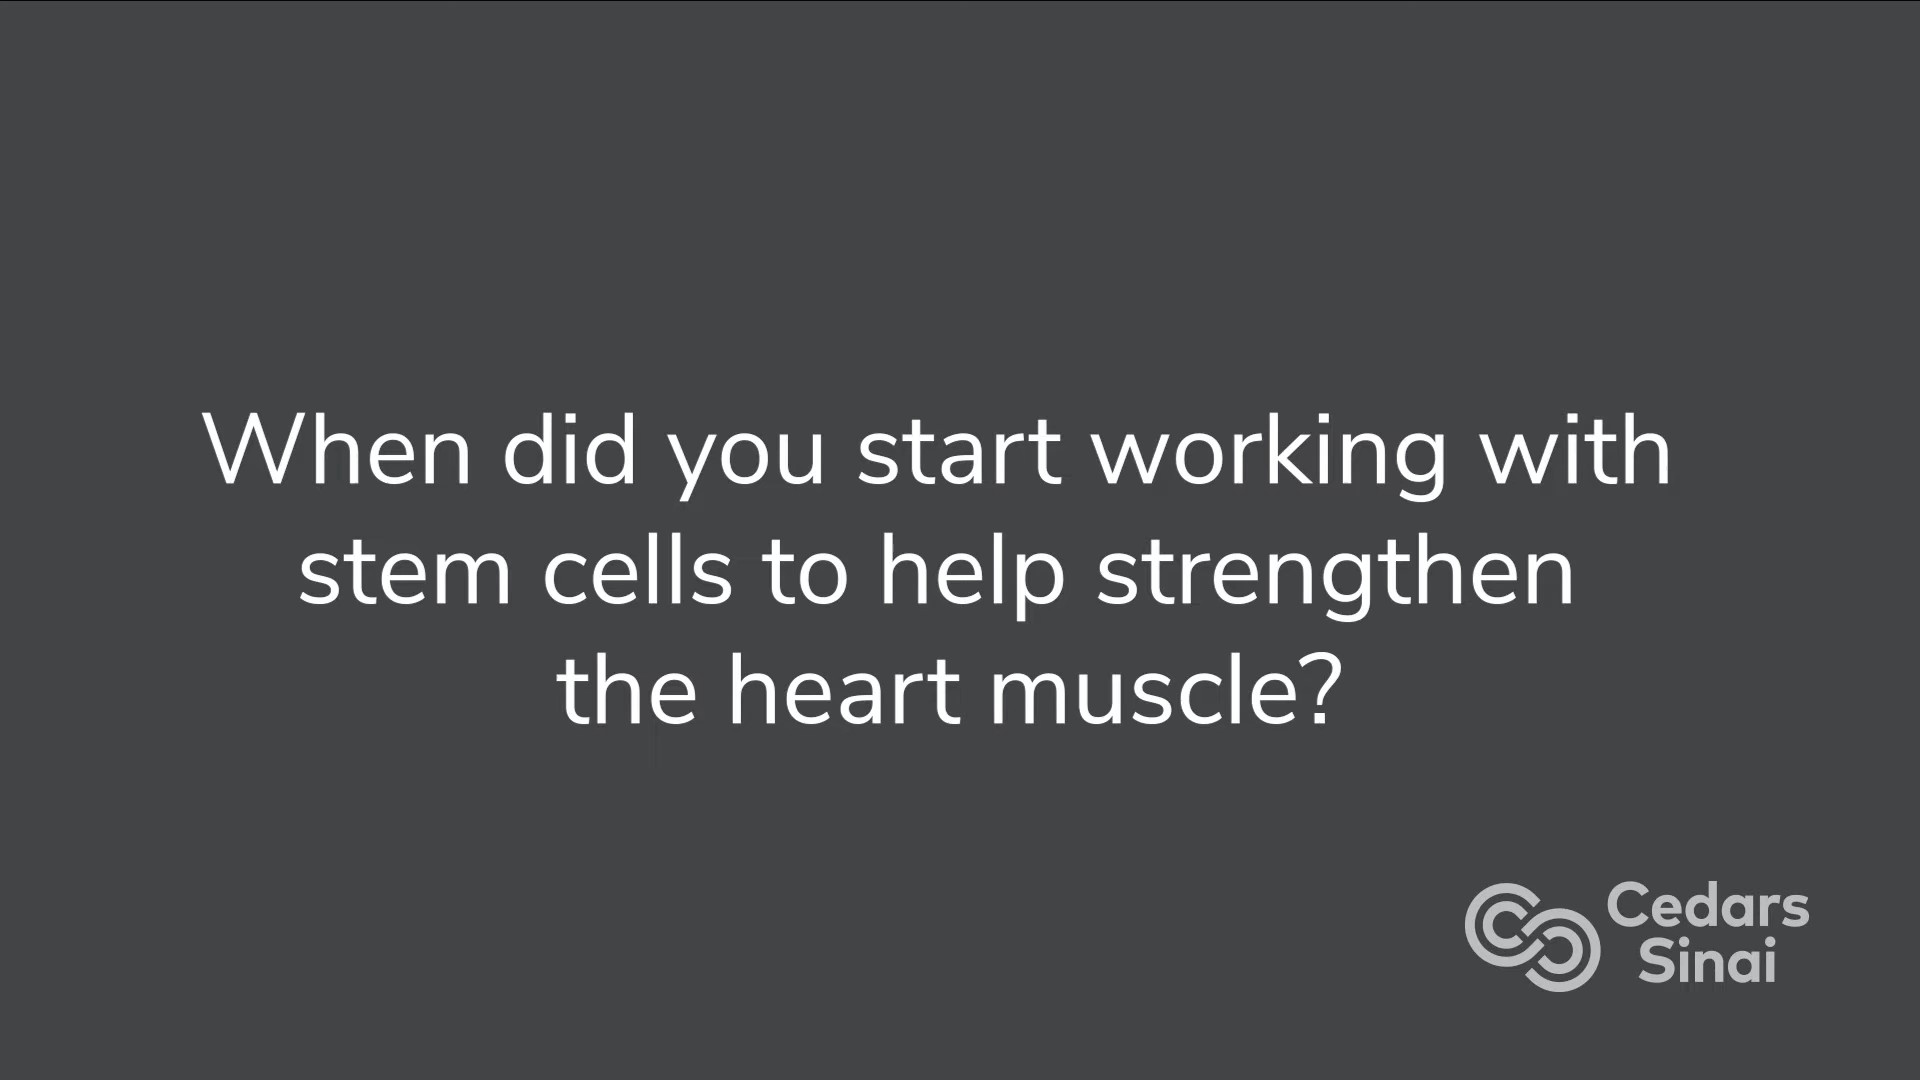 When did you start working with
stem cells to help strengthen
the heart muscle?
Cedars
Sinai